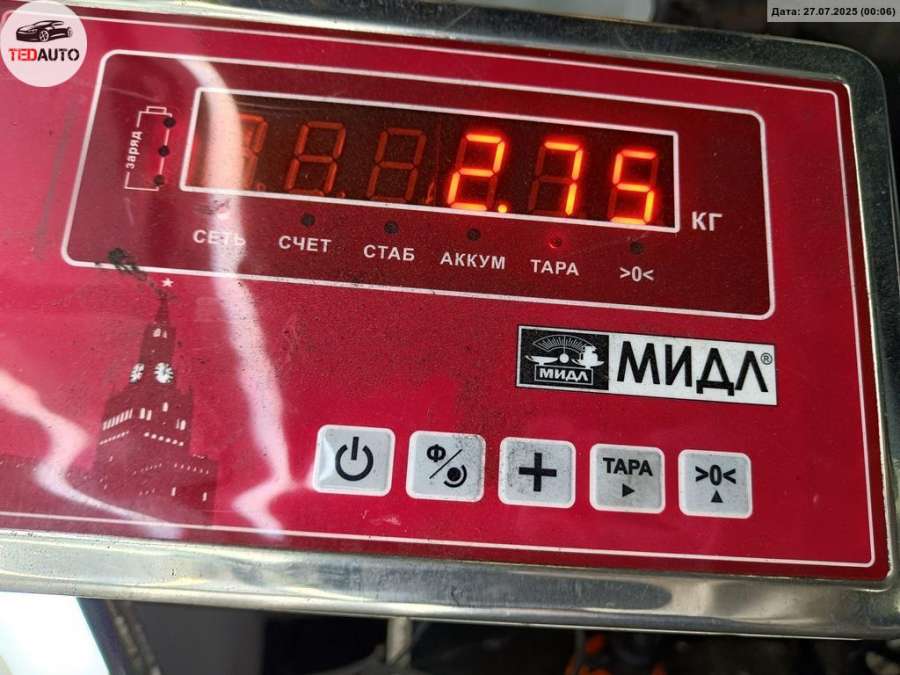 Дата: 27.07.2025 (00:06)
TEDAUTO
заряд
2.75
КГ
СЕТЬ СЧЕТ СТАБ АККУМ ТАРА >0<
МИДЛ
МИДЛ®
Ф/
+
ТАРА
>0<